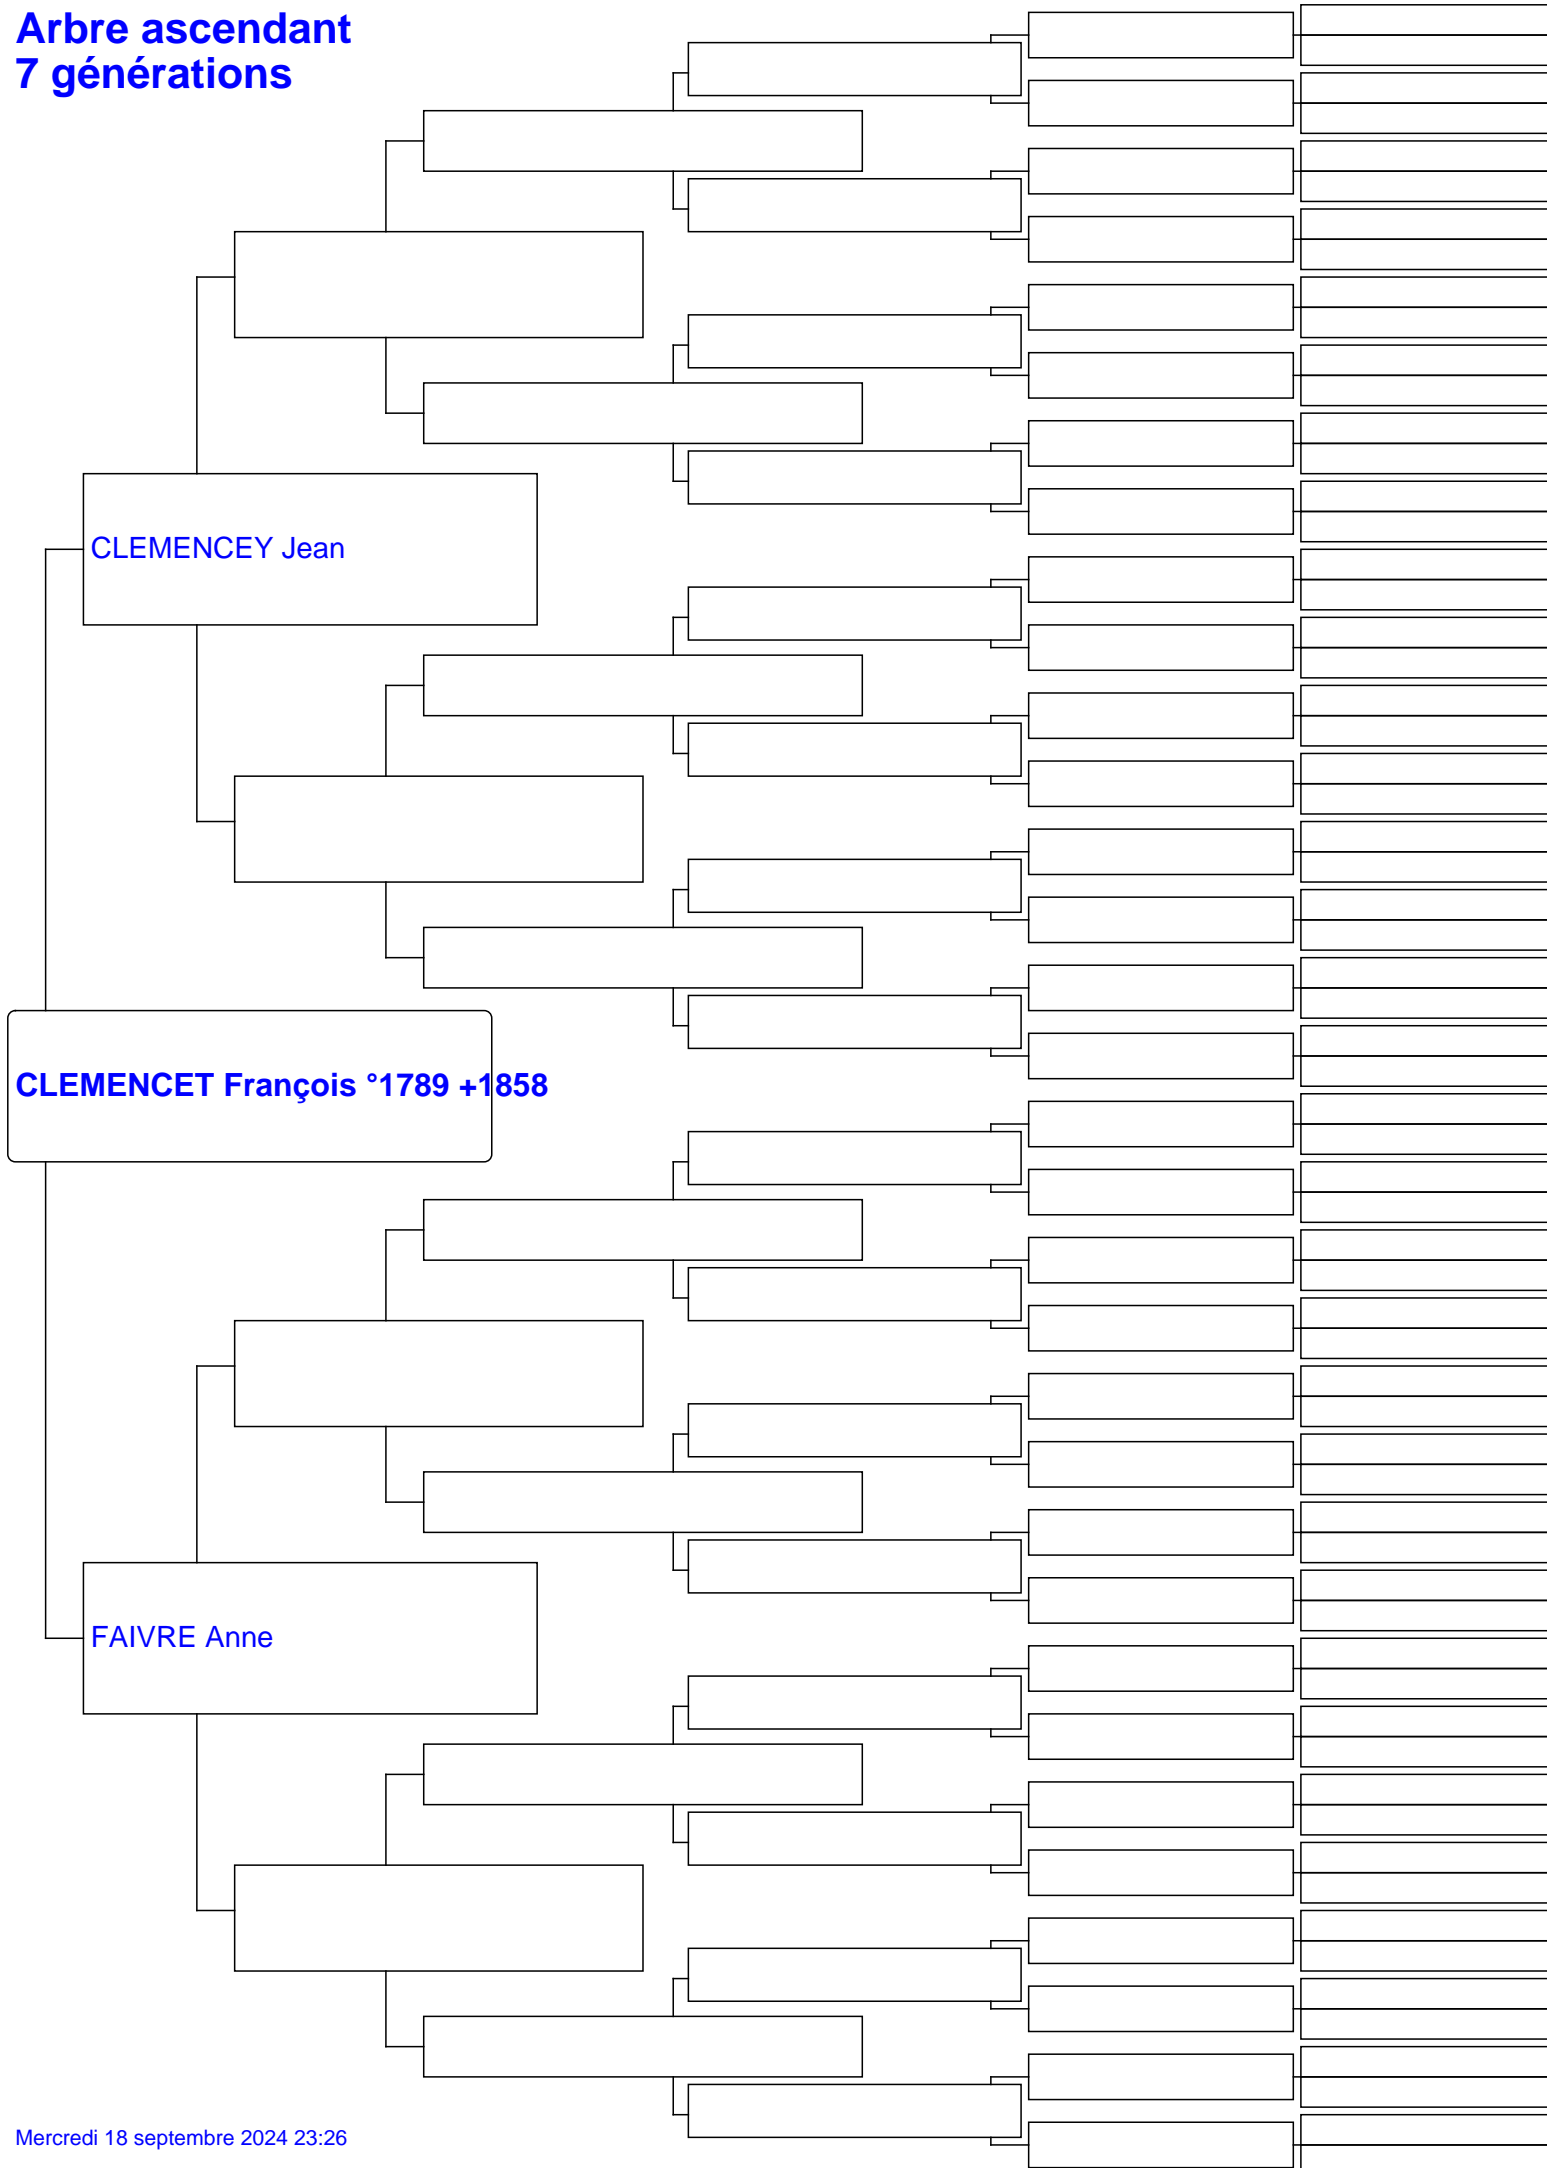 Arbre ascendant
7 générations
CLEMENCEY Jean
CLEMENCET François °1789 +1858
FAIVRE Anne
Mercredi 18 septembre 2024 23:26